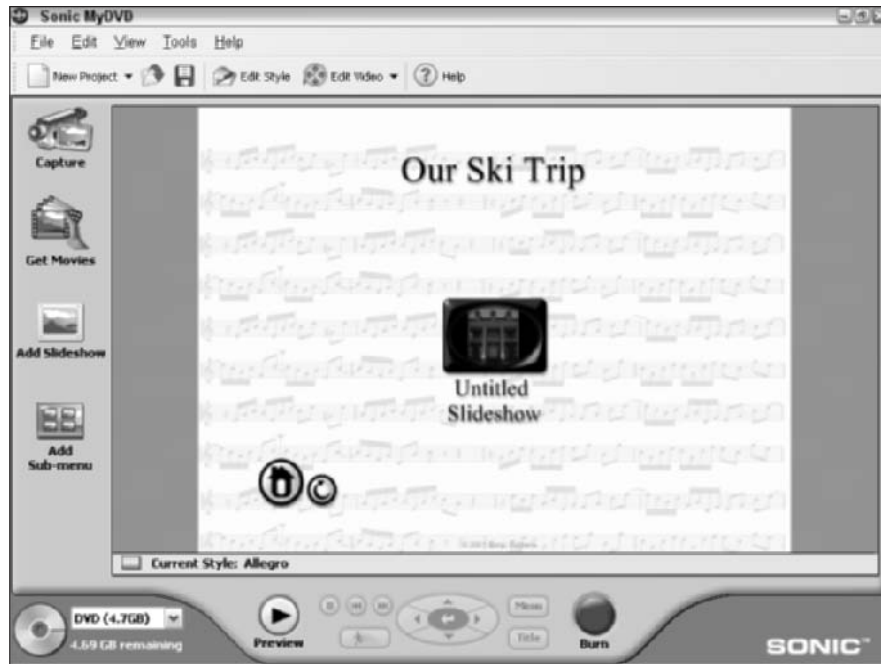 Sonic MyDVD
File Edit View Tools Help
New Project Edit Style Edit Video Help
Capture
Get Movies
Add Slideshow
Add
Sub-menu
Our Ski Trip
Untitled
Slideshow
Current Style: Allegro
DVD (4.7GB)
4.69 GB remaining
Preview
Menu
Title
Burn
SONIC